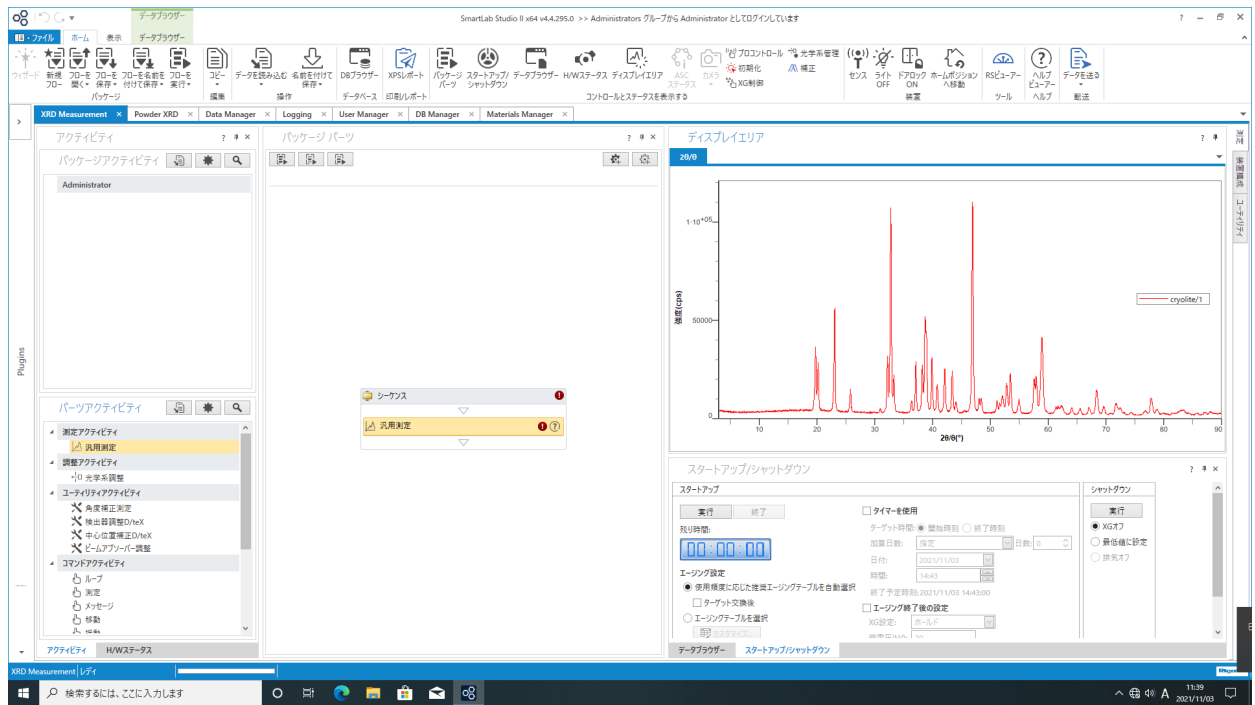 データブラウザー
SmartLab Studio II x64 v4.4.295.0 >> Administrators グループから Administrator としてログインしています
ファイル ホーム 表示 データブラウザー
ウィザード 新規フロー フローを開く フローを保存 フローを名前を付けて保存 フローを実行
パッケージ
コピー
編集
データを読み込む 名前を付けて保存
操作
DBブラウザー
データベース
XPSレポート
印刷/レポート
パッケージパーツ スタートアップ/シャットダウン データブラウザー H/Wステータス ディスプレイエリア ASCステータス カメラ プロコントロール 光学系管理
初期化 補正
XG制御
コントロールとステータスを表示する
センス ライトOFF ドアロックON ホームポジションへ移動
装置
RSビューアー
ツール
ヘルプビューアー
ヘルプ
データを送る
転送
XRD Measurement Powder XRD Data Manager Logging User Manager DB Manager Materials Manager
Plugins
アクティビティ
パッケージアクティビティ
Administrator
パーツアクティビティ
測定アクティビティ
汎用測定
調整アクティビティ
光学系調整
ユーティリティアクティビティ
角度補正測定
検出器調整D/teX
中心位置補正D/teX
ビームアブソーバー調整
コマンドアクティビティ
ループ
測定
メッセージ
移動
アクティビティ H/Wステータス
パッケージ パーツ
シーケンス
汎用測定
ディスプレイエリア
2θ/θ
強度(cps)
1·10+05
50000
0
10 20 30 40 50 60 70 80 90
2θ/θ(°)
cryolite/1
スタートアップ/シャットダウン
スタートアップ
実行 終了
残り時間:
00:00:00
エージング設定
使用頻度に応じた推奨エージングテーブルを自動選択
ターゲット交換後
エージングテーブルを選択
カスタマイズ...
タイマーを使用
ターゲット時間: 開始時刻 終了時刻
加算日数: 指定 日数: 0
日付: 2021/11/03
時間: 14:43
終了予定時刻:2021/11/03 14:43:00
エージング終了後の設定
XG設定: ホールド
シャットダウン
実行
XGオフ
最低値に設定
排気オフ
データブラウザー スタートアップ/シャットダウン
測定
装置構成
ユーティリティ
XRD Measurement レディ
検索するには、ここに入力します
A
11:39
2021/11/03